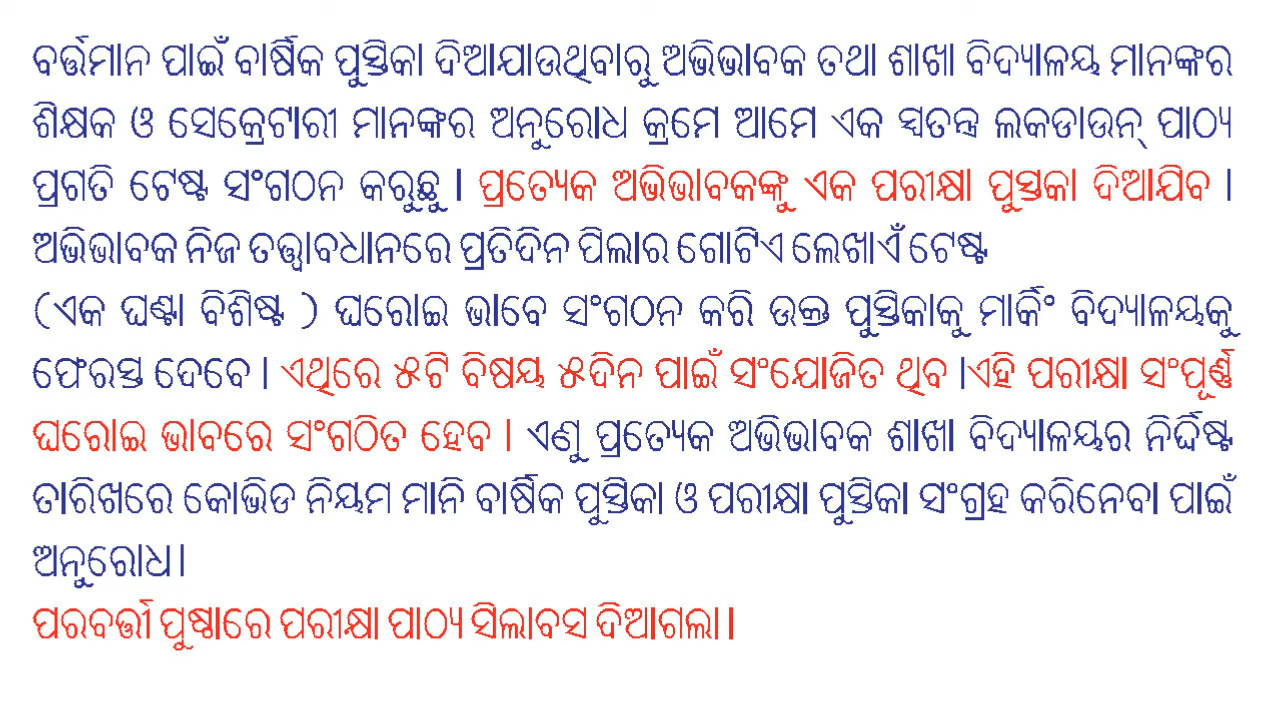 ବର୍ତ୍ତମାନ ପାଇଁ ବାର୍ଷିକ ପୁସ୍ତିକା ଦିଆଯାଉଥିବାରୁ ଅଭିଭାବକ ତଥା ଶାଖା ବିଦ୍ୟାଳୟ ମାନଙ୍କର
ଶିକ୍ଷକ ଓ ସେକ୍ରେଟାରୀ ମାନଙ୍କର ଅନୁରୋଧ କ୍ରମେ ଆମେ ଏକ ସ୍ୱତନ୍ତ୍ର ଲକଡାଉନ୍ ପାଠ୍ୟ
ପ୍ରଗତି ଟେଷ୍ଟ ସଂଗଠନ କରୁଛୁ । ପ୍ରତ୍ୟେକ ଅଭିଭାବକଙ୍କୁ ଏକ ପରୀକ୍ଷା ପୁସ୍ତକା ଦିଆଯିବ ।
ଅଭିଭାବକ ନିଜ ତତ୍ତ୍ୱାବଧାନରେ ପ୍ରତିଦିନ ପିଲାର ଗୋଟିଏ ଲେଖାଏଁ ଟେଷ୍ଟ
(ଏକ ଘଣ୍ଟା ବିଶିଷ୍ଟ ) ଘରୋଇ ଭାବେ ସଂଗଠନ କରି ଉକ୍ତ ପୁସ୍ତିକାକୁ ମାର୍କିଂ ବିଦ୍ୟାଳୟକୁ
ଫେରସ୍ତ ଦେବେ । ଏଥିରେ ୫ଟି ବିଷୟ ୫ଦିନ ପାଇଁ ସଂଯୋଜିତ ଥିବ ।ଏହି ପରୀକ୍ଷା ସଂପୂର୍ଣ୍ଣ
ଘରୋଇ ଭାବରେ ସଂଗଠିତ ହେବ । ଏଣୁ ପ୍ରତ୍ୟେକ ଅଭିଭାବକ ଶାଖା ବିଦ୍ୟାଳୟର ନିର୍ଦ୍ଦିଷ୍ଟ
ତାରିଖରେ କୋଭିଡ ନିୟମ ମାନି ବାର୍ଷିକ ପୁସ୍ତିକା ଓ ପରୀକ୍ଷା ପୁସ୍ତିକା ସଂଗ୍ରହ କରିନେବା ପାଇଁ
ଅନୁରୋଧ।
ପରବର୍ତ୍ତୀ ପୃଷ୍ଠାରେ ପରୀକ୍ଷା ପାଠ୍ୟ ସିଲାବସ ଦିଆଗଲା।